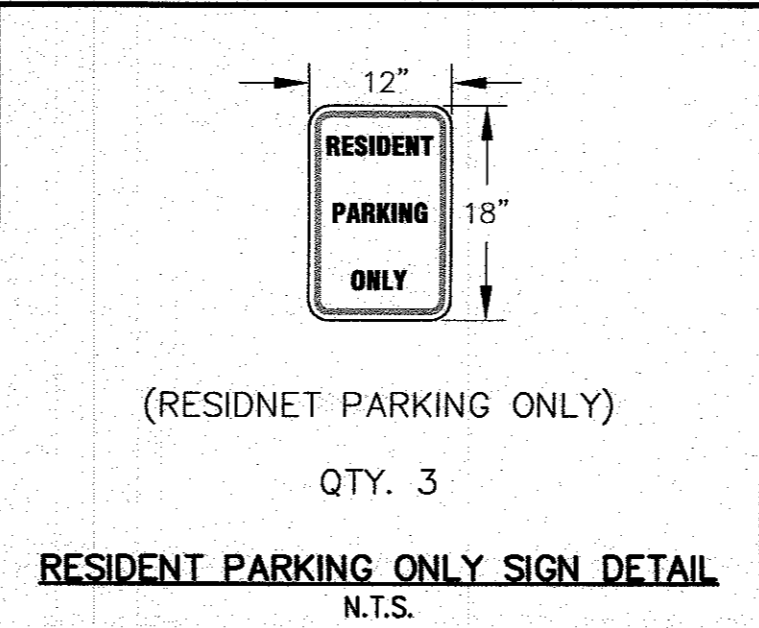 12"
RESIDENT
PARKING
18"
ONLY
(RESIDNET PARKING ONLY)
QTY. 3
RESIDENT PARKING ONLY SIGN DETAIL
N.T.S.